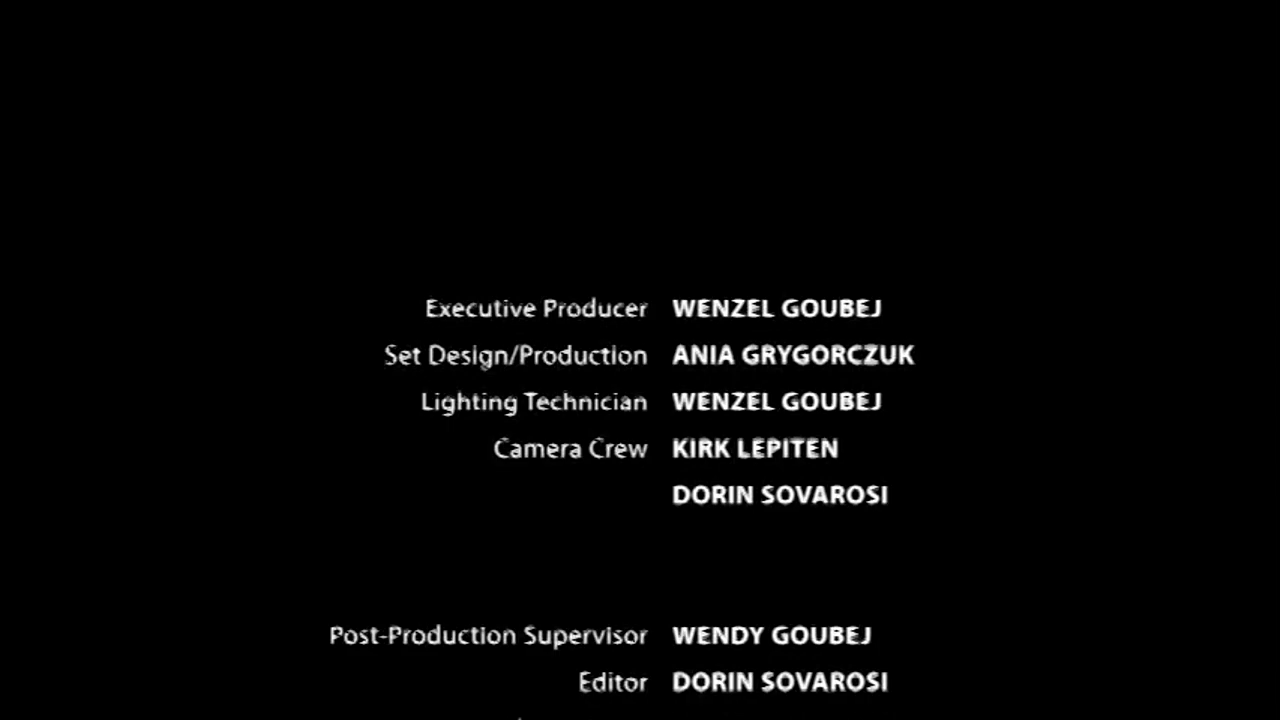 Executive Producer WENZEL GOUBEJ
Set Design/Production ANIA GRYGORCZUK
Lighting Technician WENZEL GOUBEJ
Camera Crew KIRK LEPITEN
DORIN SOVAROSI
Post-Production Supervisor WENDY GOUBEJ
Editor DORIN SOVAROSI